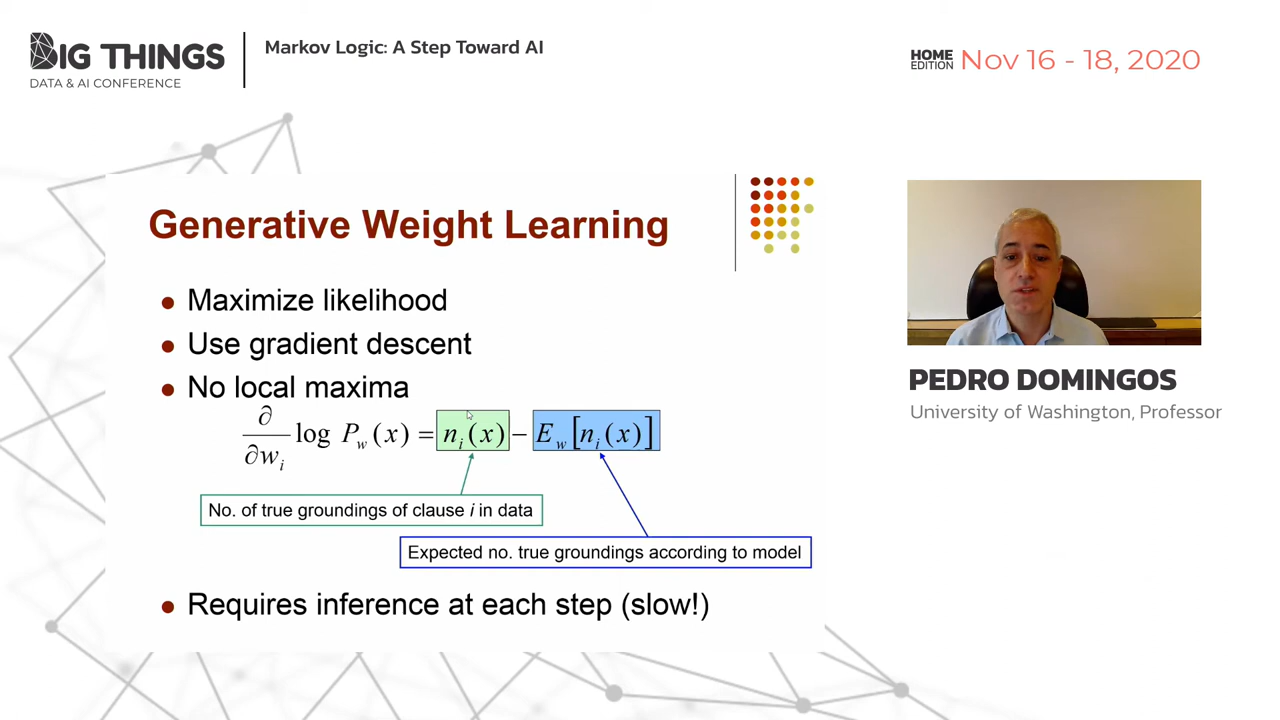 BIG THINGS
DATA & AI CONFERENCE
Markov Logic: A Step Toward AI
HOME
EDITION
Nov 16 - 18, 2020
Generative Weight Learning
• Maximize likelihood
• Use gradient descent
• No local maxima
∂/∂w_i log P_w(x) = n_i(x) − E_w[n_i(x)]
No. of true groundings of clause i in data
Expected no. true groundings according to model
• Requires inference at each step (slow!)
PEDRO DOMINGOS
University of Washington, Professor